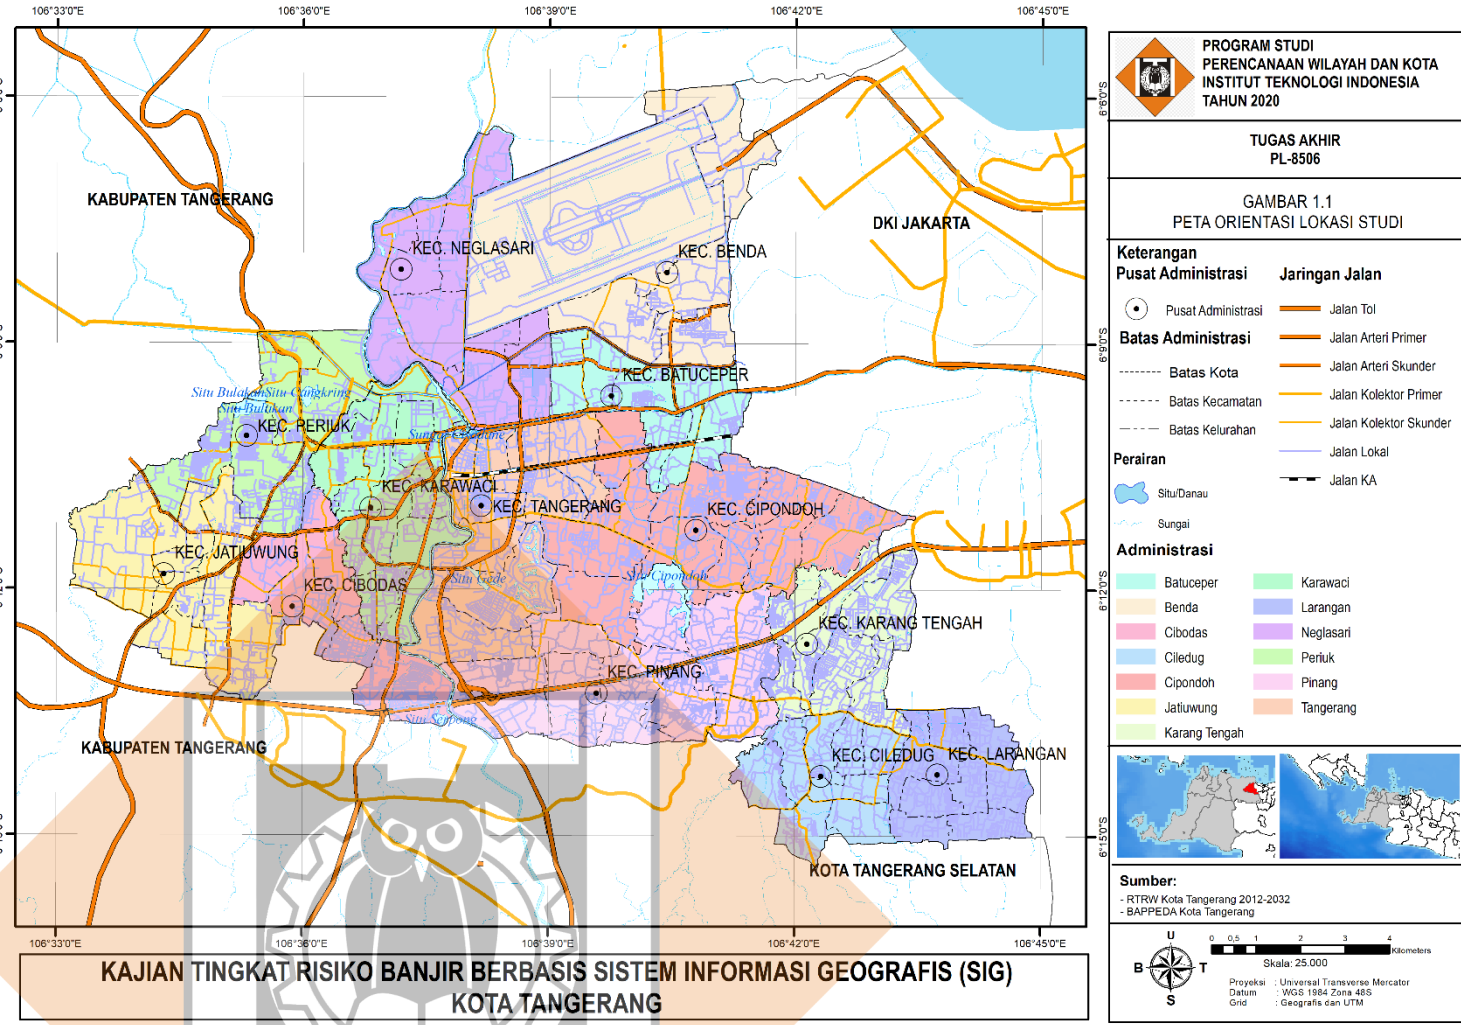 106°33'0"E
106°36'0"E
106°39'0"E
106°42'0"E
106°45'0"E
6°6'0"S
6°9'0"S
6°12'0"S
6°15'0"S
KABUPATEN TANGERANG
DKI JAKARTA
KEC. NEGLASARI
KEC. BENDA
KEC. BATUCEPER
Situ Bulakan
Situ Cangkring
Situ Bulakan
KEC. PERIUK
KEC. KARAWACI
KEC. TANGERANG
KEC. CIPONDOH
KEC. JATIUWUNG
KEC. CIBODAS
Situ Gede
Situ Cipondoh
KEC. KARANG TENGAH
KEC. PINANG
Situ Serpong
KABUPATEN TANGERANG
KEC. CILEDUG
KEC. LARANGAN
KOTA TANGERANG SELATAN
106°33'0"E
106°36'0"E
106°39'0"E
106°42'0"E
106°45'0"E
KAJIAN TINGKAT RISIKO BANJIR BERBASIS SISTEM INFORMASI GEOGRAFIS (SIG)
KOTA TANGERANG
PROGRAM STUDI
PERENCANAAN WILAYAH DAN KOTA
INSTITUT TEKNOLOGI INDONESIA
TAHUN 2020
TUGAS AKHIR
PL-8506
GAMBAR 1.1
PETA ORIENTASI LOKASI STUDI
Keterangan
Pusat Administrasi
Pusat Administrasi
Batas Administrasi
Batas Kota
Batas Kecamatan
Batas Kelurahan
Perairan
Situ/Danau
Sungai
Jaringan Jalan
Jalan Tol
Jalan Arteri Primer
Jalan Arteri Skunder
Jalan Kolektor Primer
Jalan Kolektor Skunder
Jalan Lokal
Jalan KA
Administrasi
Batuceper
Benda
Cibodas
Ciledug
Cipondoh
Jatiuwung
Karang Tengah
Karawaci
Larangan
Neglasari
Periuk
Pinang
Tangerang
Sumber:
- RTRW Kota Tangerang 2012-2032
- BAPPEDA Kota Tangerang
U
B
T
S
0 0,5 1 2 3 4
Kilometers
Skala: 25.000
Proyeksi : Universal Transverse Mercator
Datum : WGS 1984 Zona 48S
Grid : Geografis dan UTM